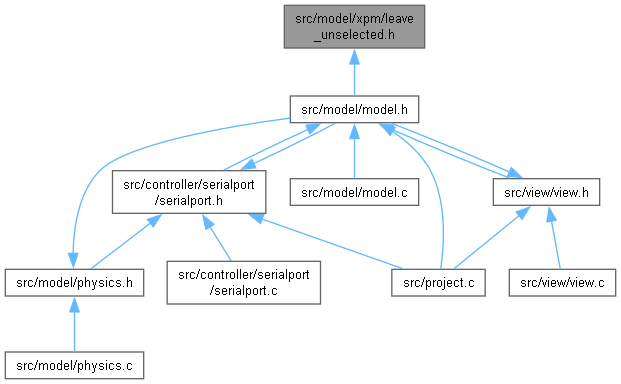 src/model/xpm/leave
_unselected.h
src/model/model.h
src/controller/serialport
/serialport.h
src/model/model.c
src/view/view.h
src/model/physics.h
src/controller/serialport
/serialport.c
src/project.c
src/view/view.c
src/model/physics.c